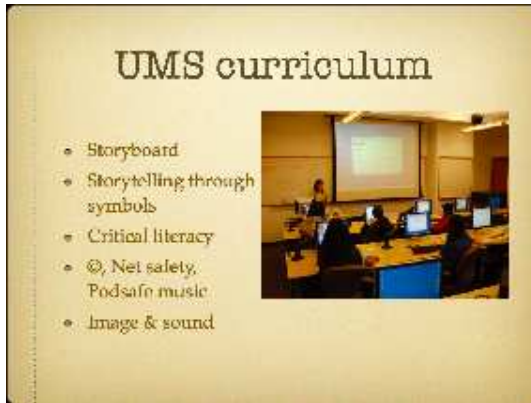 UMS curriculum
Storyboard
Storytelling through
symbols
Critical literacy
©, Net safety,
Podsafe music
Image & sound